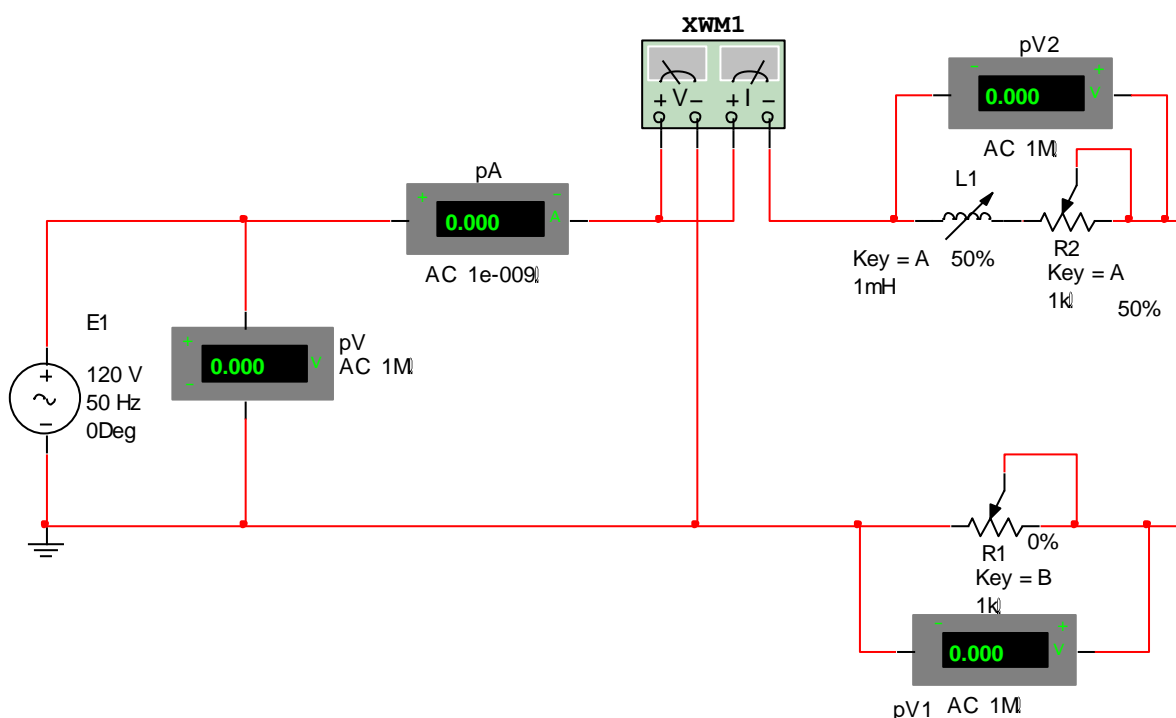 XWM1
V
I
pV2
0.000
V
AC 1M
L1
Key = A
1mH
50%
R2
Key = A
1k
50%
pA
0.000
A
AC 1e-009
E1
120 V
50 Hz
0Deg
0.000
V
pV
AC 1M
R1
0%
Key = B
1k
0.000
V
pV1
AC 1M